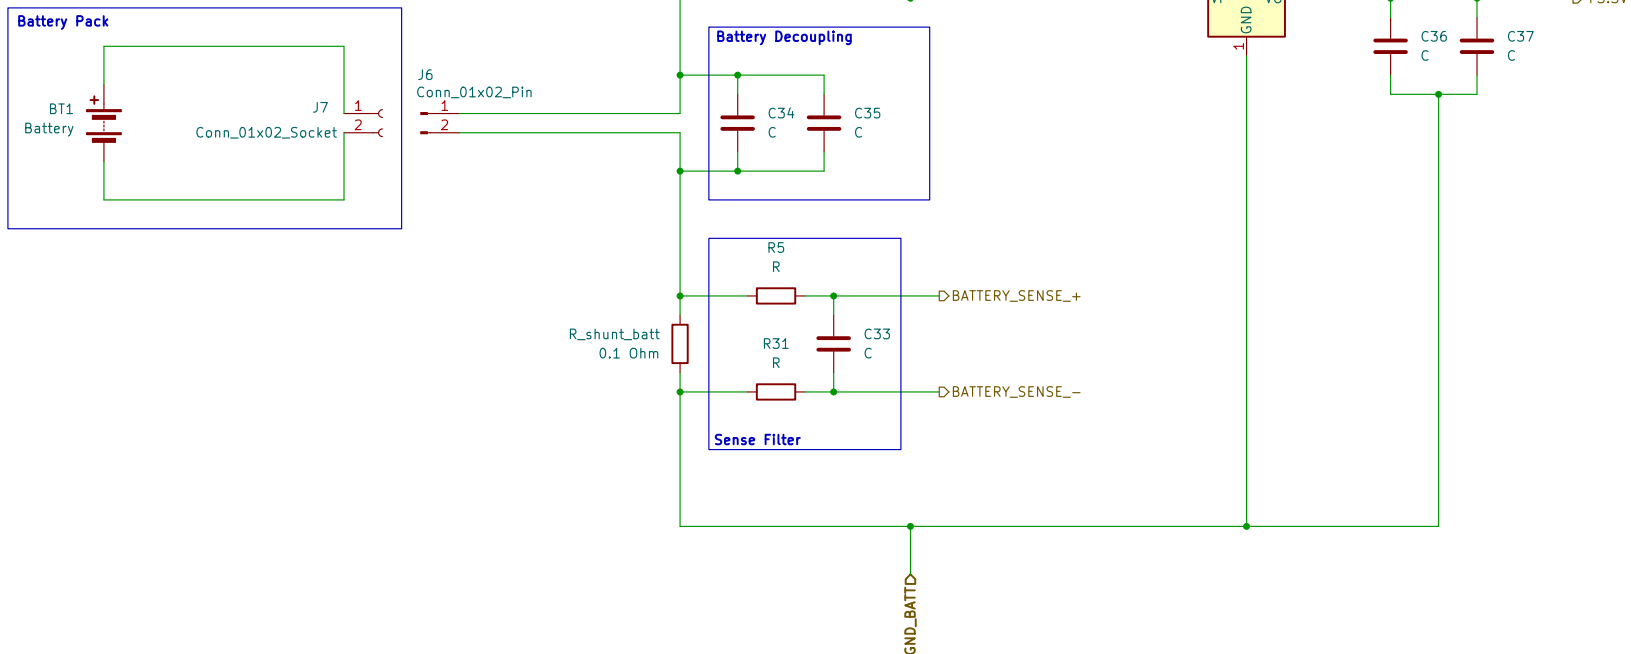 Battery Pack
BT1
Battery
J7
Conn_01x02_Socket
1
2
J6
Conn_01x02_Pin
1
2
Battery Decoupling
C34
C
C35
C
GND
1
C36
C
C37
C
R5
R
BATTERY_SENSE_+
R_shunt_batt
0.1 Ohm
R31
R
C33
C
BATTERY_SENSE_-
Sense Filter
GND_BATT